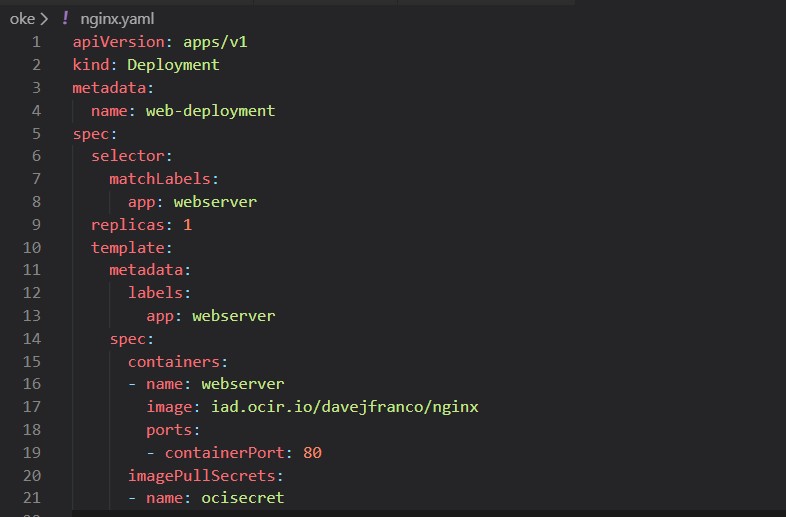 oke > ! nginx.yaml
1 apiVersion: apps/v1
2 kind: Deployment
3 metadata:
4   name: web-deployment
5 spec:
6   selector:
7     matchLabels:
8       app: webserver
9   replicas: 1
10   template:
11     metadata:
12       labels:
13         app: webserver
14     spec:
15       containers:
16       - name: webserver
17         image: iad.ocir.io/davejfranco/nginx
18         ports:
19         - containerPort: 80
20       imagePullSecrets:
21       - name: ocisecret